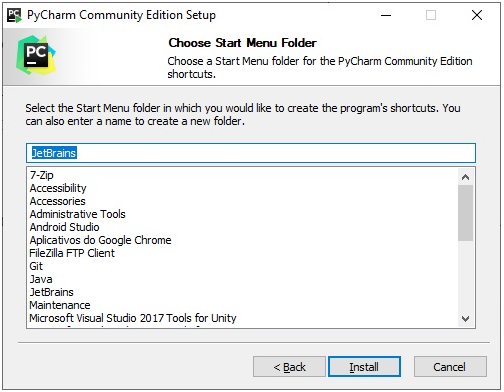 PyCharm Community Edition Setup
Choose Start Menu Folder
Choose a Start Menu folder for the PyCharm Community Edition
shortcuts.
PC
Select the Start Menu folder in which you would like to create the program's shortcuts. You
can also enter a name to create a new folder.
JetBrains
7-Zip
Accessibility
Accessories
Administrative Tools
Android Studio
Aplicativos do Google Chrome
FileZilla FTP Client
Git
Java
JetBrains
Maintenance
Microsoft Visual Studio 2017 Tools for Unity
< Back
Install
Cancel